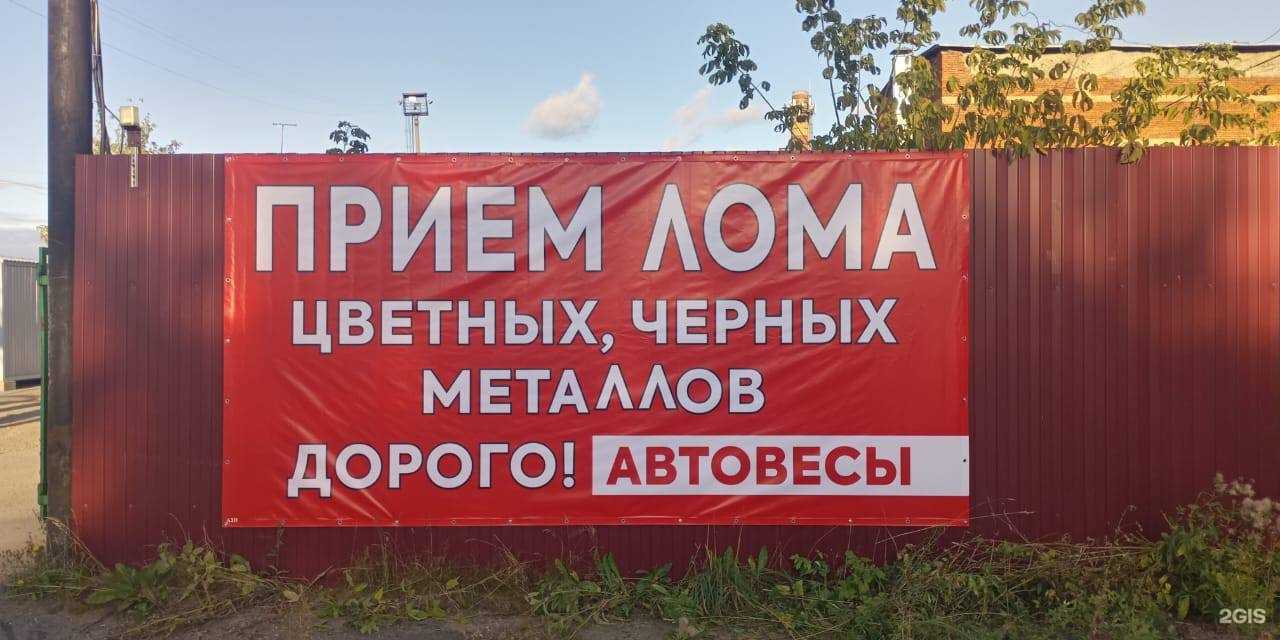 ПРИЕМ ЛОМА
ЦВЕТНЫХ, ЧЕРНЫХ
МЕТАЛЛОВ
ДОРОГО! АВТОВЕСЫ
2GIS